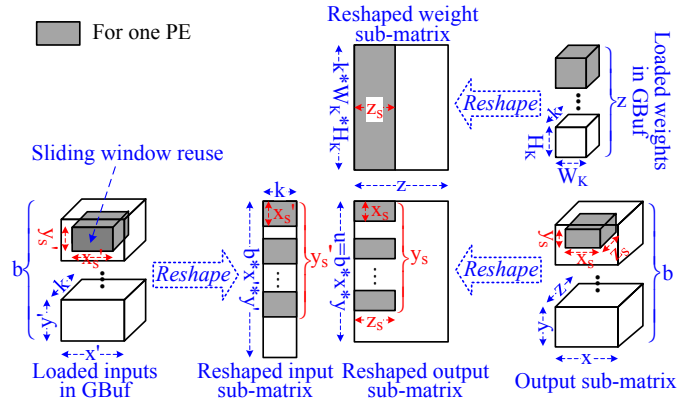 For one PE
Reshaped weight
sub-matrix
k*W_K*H_K
z_s
Reshape
k
H_K
W_K
z
Loaded weights
in GBuf
Sliding window reuse
b
y_s'
x_s'
k
y'
x'
Loaded inputs
in GBuf
Reshape
k
x_s'
b*x'*y'
y_s'
Reshaped input
sub-matrix
z
x_s
u=b*x*y
y_s
z_s
Reshaped output
sub-matrix
Reshape
y_s
x_s
z_s
b
z
y
x
Output sub-matrix